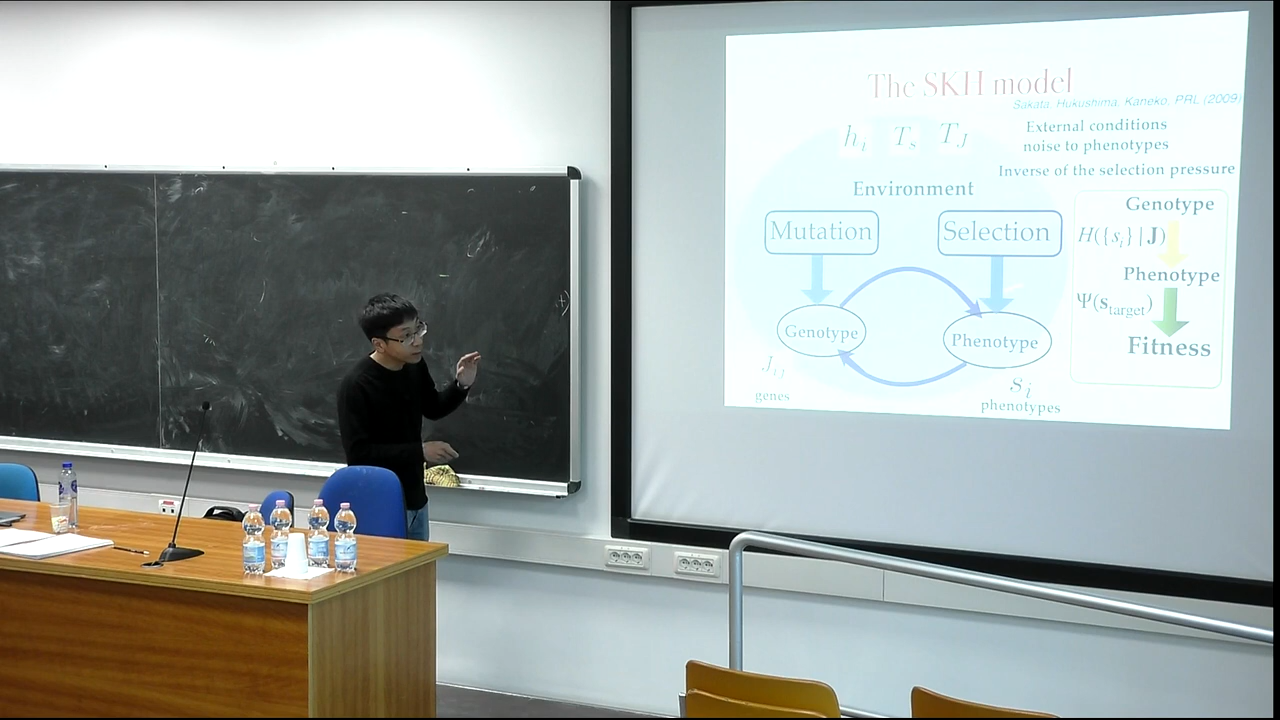 The SKH model
Sakata, Hukushima, Kaneko, PRL (2009)
h_i T_s T_J
External conditions
noise to phenotypes
Inverse of the selection pressure
Environment
Mutation
Selection
Genotype
Phenotype
J_ij
genes
s_i
phenotypes
Genotype
H({s_i}|J)
Phenotype
Ψ(s_target)
Fitness